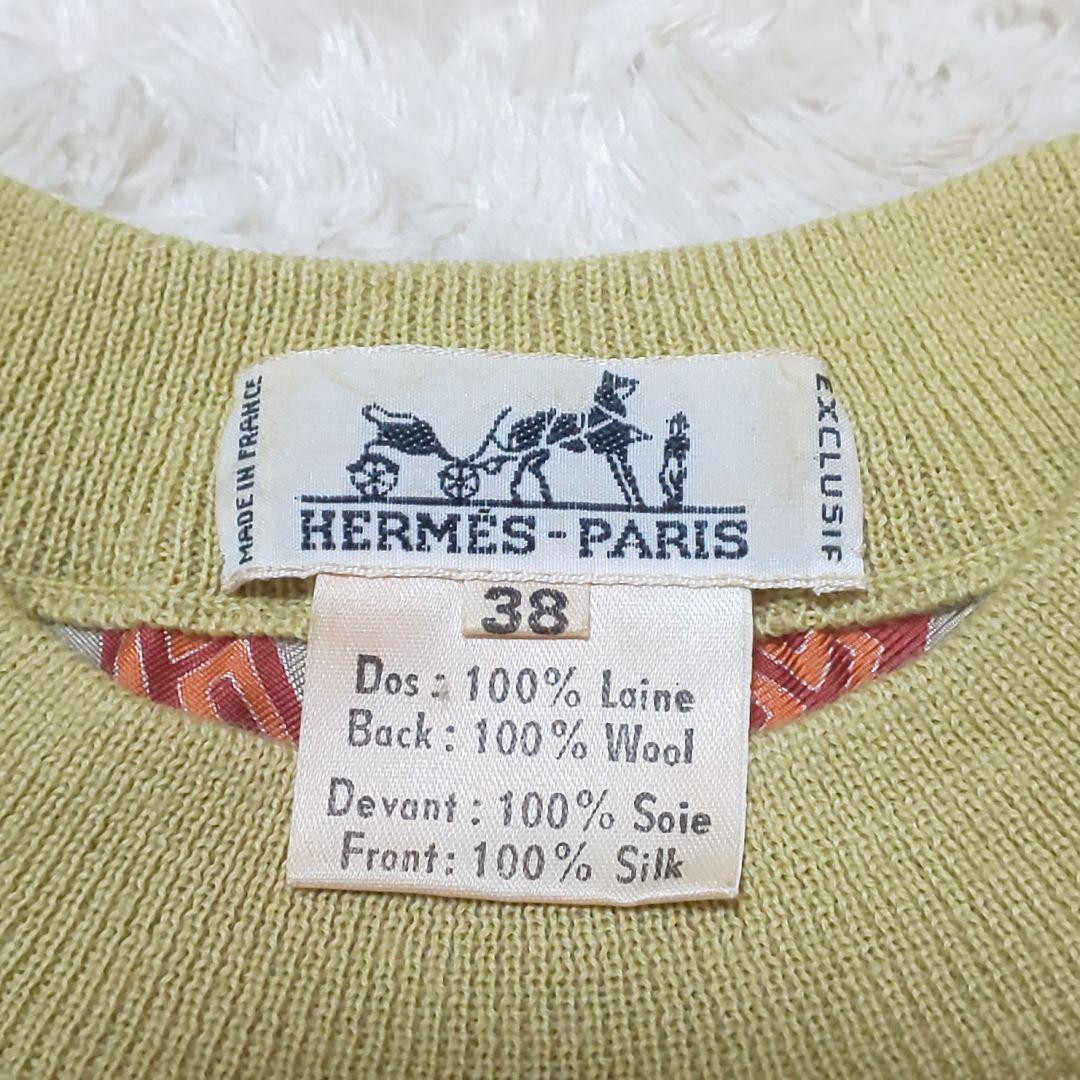 MADE IN FRANCE
HERMÈS-PARIS
EXCLUSIF
38
Dos: 100% Laine
Back: 100% Wool
Devant: 100% Soie
Front: 100% Silk